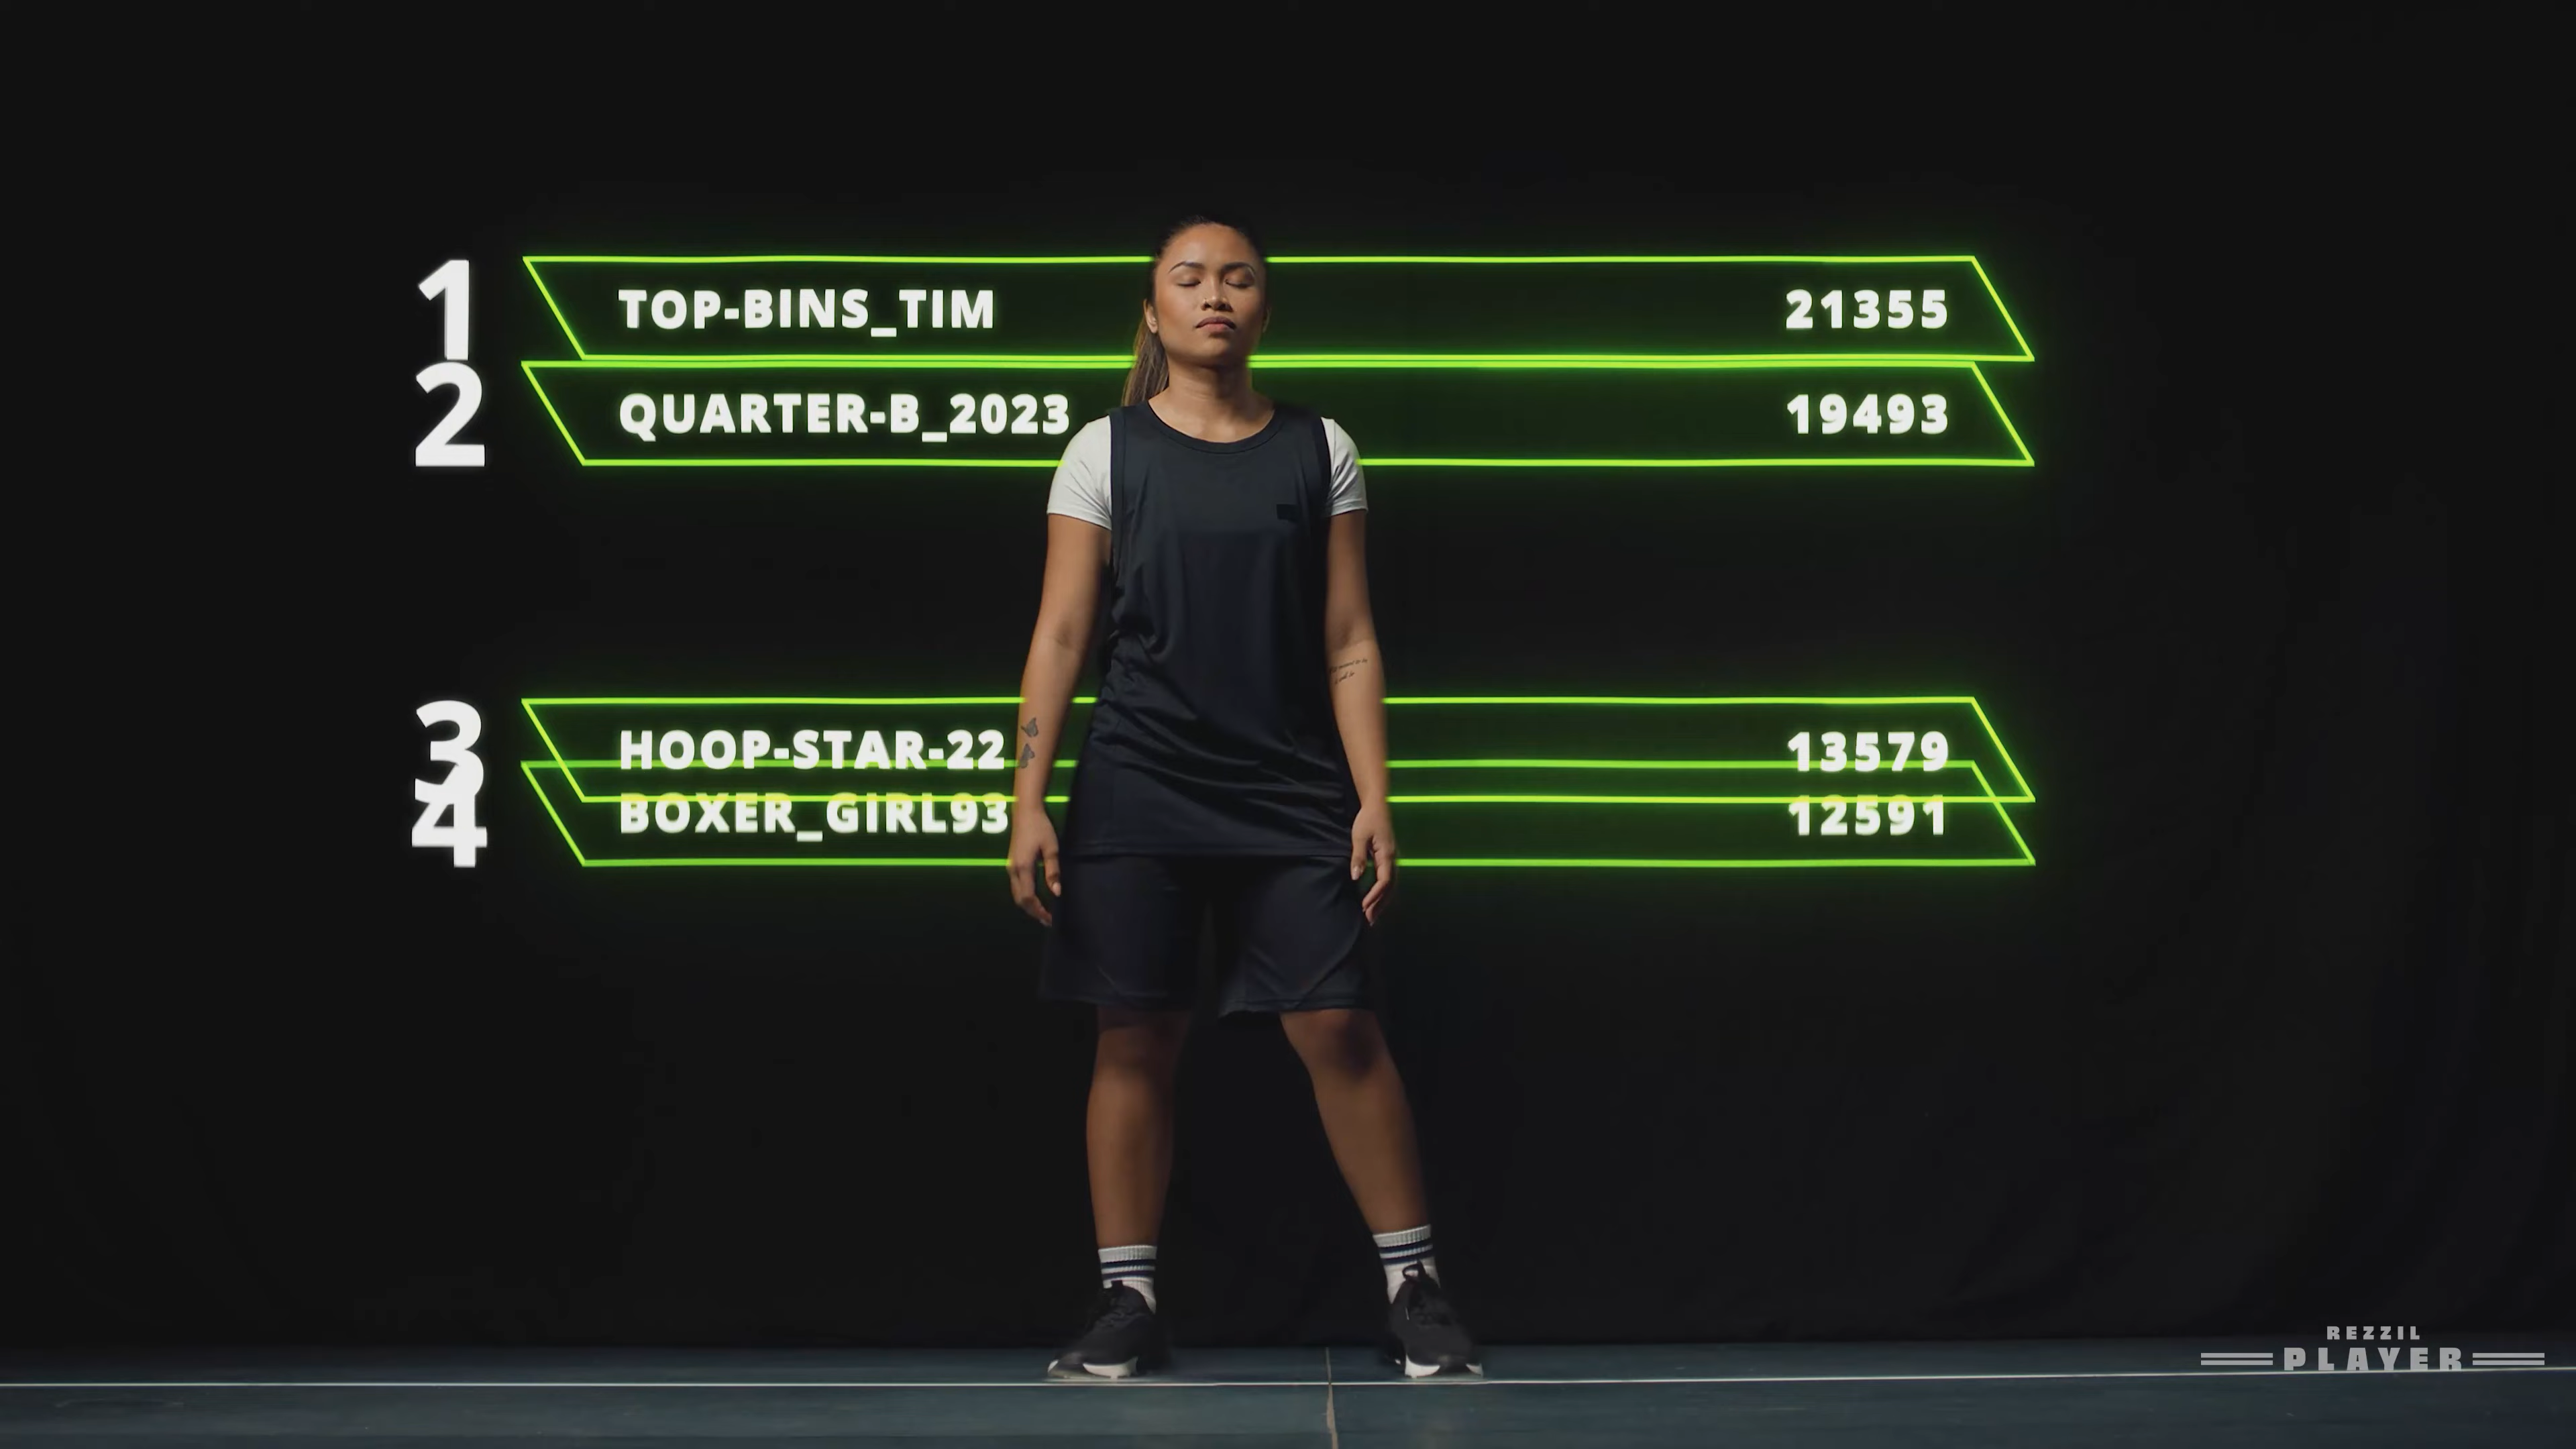 1 TOP-BINS_TIM 21355
2 QUARTER-B_2023 19493
3 HOOP-STAR-22 13579
4 BOXER_GIRL93 12591
REZZIL
PLAYER